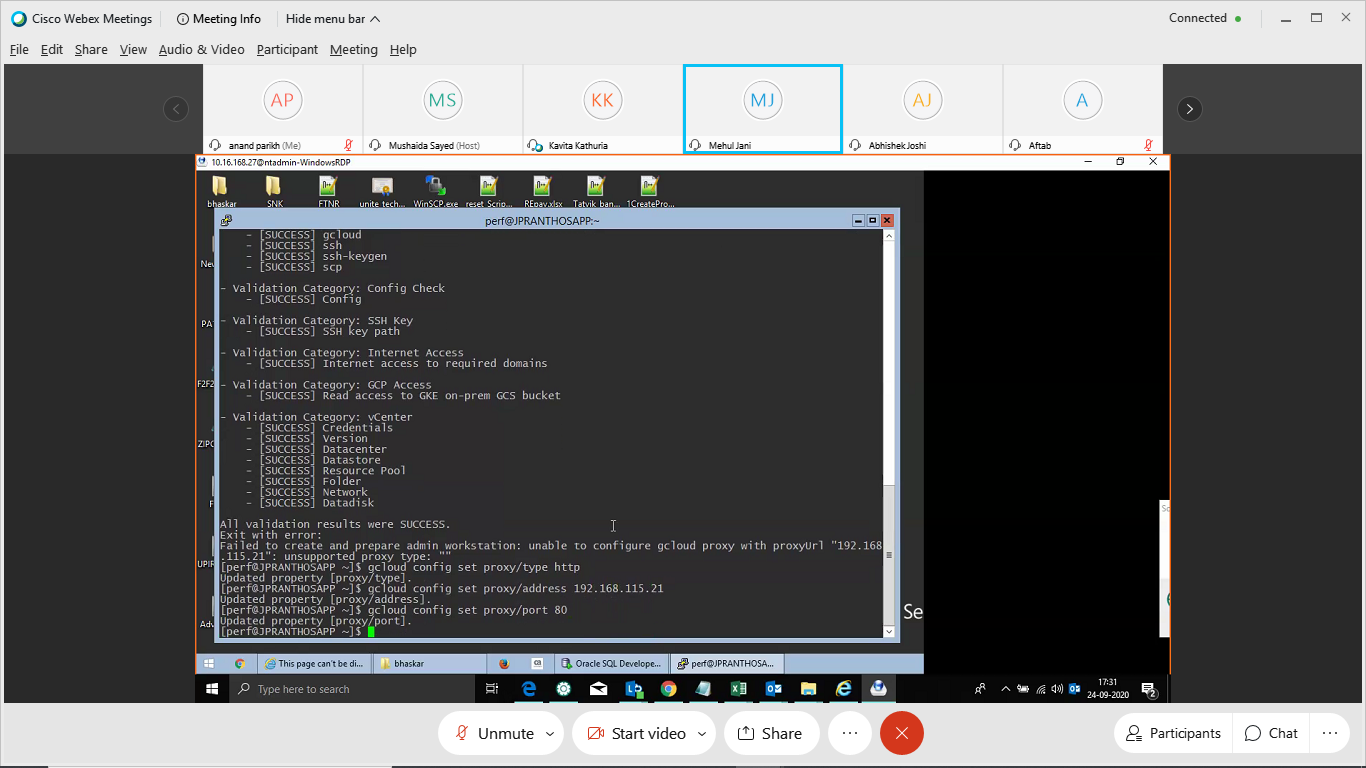 Cisco Webex Meetings
Meeting Info
Hide menu bar
Connected
File Edit Share View Audio & Video Participant Meeting Help
AP MS KK MJ AJ A
anand parikh (Me)
Mushaida Sayed (Host)
Kavita Kathuria
Mehul Jani
Abhishek Joshi
Aftab
10.16.168.27@ntadmin-WindowsRDP
bhaskar SNK FTNR unite_tech... WinSCP.exe reset_Scrip... REpay.xlsx Tatvik_ban... 1CreatePro...
perf@JPRANTHOSAPP:~
- [SUCCESS] gcloud
- [SUCCESS] ssh
- [SUCCESS] ssh-keygen
- [SUCCESS] scp
- Validation Category: Config Check
- [SUCCESS] Config
- Validation Category: SSH Key
- [SUCCESS] SSH key path
- Validation Category: Internet Access
- [SUCCESS] Internet access to required domains
- Validation Category: GCP Access
- [SUCCESS] Read access to GKE on-prem GCS bucket
- Validation Category: vCenter
- [SUCCESS] Credentials
- [SUCCESS] Version
- [SUCCESS] Datacenter
- [SUCCESS] Datastore
- [SUCCESS] Resource Pool
- [SUCCESS] Folder
- [SUCCESS] Network
- [SUCCESS] Datadisk
All validation results were SUCCESS.
Exit with error:
Failed to create and prepare admin workstation: unable to configure gcloud proxy with proxyUrl "192.168
.115.21": unsupported proxy type: ""
[perf@JPRANTHOSAPP ~]$ gcloud config set proxy/type http
Updated property [proxy/type].
[perf@JPRANTHOSAPP ~]$ gcloud config set proxy/address 192.168.115.21
Updated property [proxy/address].
[perf@JPRANTHOSAPP ~]$ gcloud config set proxy/port 80
Updated property [proxy/port].
[perf@JPRANTHOSAPP ~]$
Se
This page can't be di...
bhaskar
Oracle SQL Develope...
perf@JPRANTHOSA...
Type here to search
17:31
24-09-2020
2
Unmute
Start video
Share
Participants
Chat